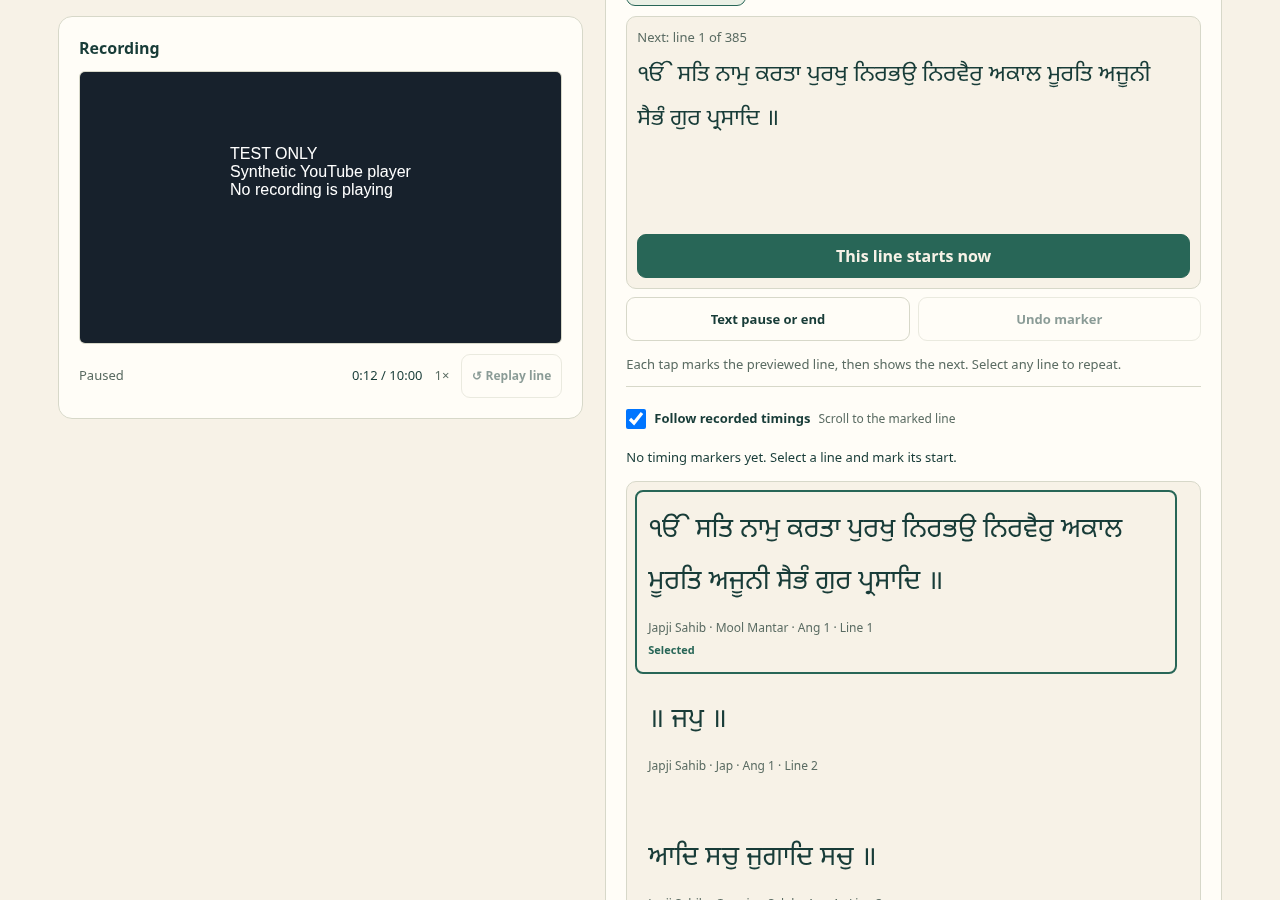 Recording
TEST ONLY
Synthetic YouTube player
No recording is playing
Paused
0:12 / 10:00
1×
↺ Replay line
Next: line 1 of 385
ੴ ਸਤਿ ਨਾਮੁ ਕਰਤਾ ਪੁਰਖੁ ਨਿਰਭਉ ਨਿਰਵੈਰੁ ਅਕਾਲ ਮੂਰਤਿ ਅਜੂਨੀ
ਸੈਭੰ ਗੁਰ ਪ੍ਰਸਾਦਿ ॥
This line starts now
Text pause or end
Undo marker
Each tap marks the previewed line, then shows the next. Select any line to repeat.
Follow recorded timings Scroll to the marked line
No timing markers yet. Select a line and mark its start.
ੴ ਸਤਿ ਨਾਮੁ ਕਰਤਾ ਪੁਰਖੁ ਨਿਰਭਉ ਨਿਰਵੈਰੁ ਅਕਾਲ
ਮੂਰਤਿ ਅਜੂਨੀ ਸੈਭੰ ਗੁਰ ਪ੍ਰਸਾਦਿ ॥
Japji Sahib · Mool Mantar · Ang 1 · Line 1
Selected
॥ ਜਪੁ ॥
Japji Sahib · Jap · Ang 1 · Line 2
ਆਦਿ ਸਚੁ ਜੁਗਾਦਿ ਸਚੁ ॥